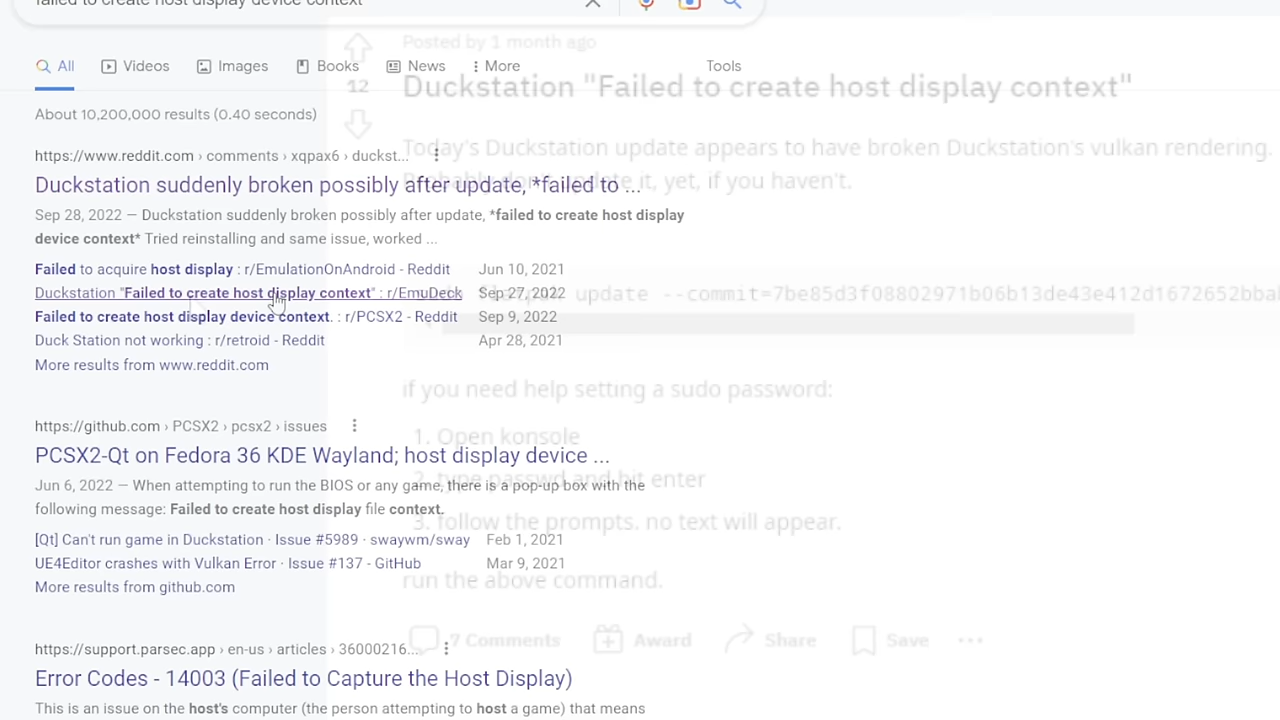 failed to create host display device context
All
Videos
Images
Books
News
More
Tools
About 10,200,000 results (0.40 seconds)
https://www.reddit.com › comments › xqpax6 › duckst...
Duckstation suddenly broken possibly after update, *failed to ...
Sep 28, 2022 — Duckstation suddenly broken possibly after update, *failed to create host display
device context* Tried reinstalling and same issue, worked ...
Failed to acquire host display : r/EmulationOnAndroid - Reddit Jun 10, 2021
Duckstation "Failed to create host display context" : r/EmuDeck Sep 27, 2022
Failed to create host display device context. : r/PCSX2 - Reddit Sep 9, 2022
Duck Station not working : r/retroid - Reddit Apr 28, 2021
More results from www.reddit.com
https://github.com › PCSX2 › pcsx2 › issues
PCSX2-Qt on Fedora 36 KDE Wayland; host display device ...
Jun 6, 2022 — When attempting to run the BIOS or any game, there is a pop-up box with the
following message: Failed to create host display file context.
[Qt] Can't run game in Duckstation · Issue #5989 · swaywm/sway Feb 1, 2021
UE4Editor crashes with Vulkan Error · Issue #137 - GitHub Mar 9, 2021
More results from github.com
https://support.parsec.app › en-us › articles › 36000216...
Error Codes - 14003 (Failed to Capture the Host Display)
This is an issue on the host's computer (the person attempting to host a game) that means
Posted by 1 month ago
12
Duckstation "Failed to create host display context"
Today's Duckstation update appears to have broken Duckstation's vulkan rendering.
Probably don't update it, yet, if you haven't.
update --commit=7be85d3f08802971b06b13de43e412d1672652bba
if you need help setting a sudo password:
1. Open konsole
2. type passwd and hit enter
3. follow the prompts. no text will appear.
run the above command.
7 Comments
Award
Share
Save